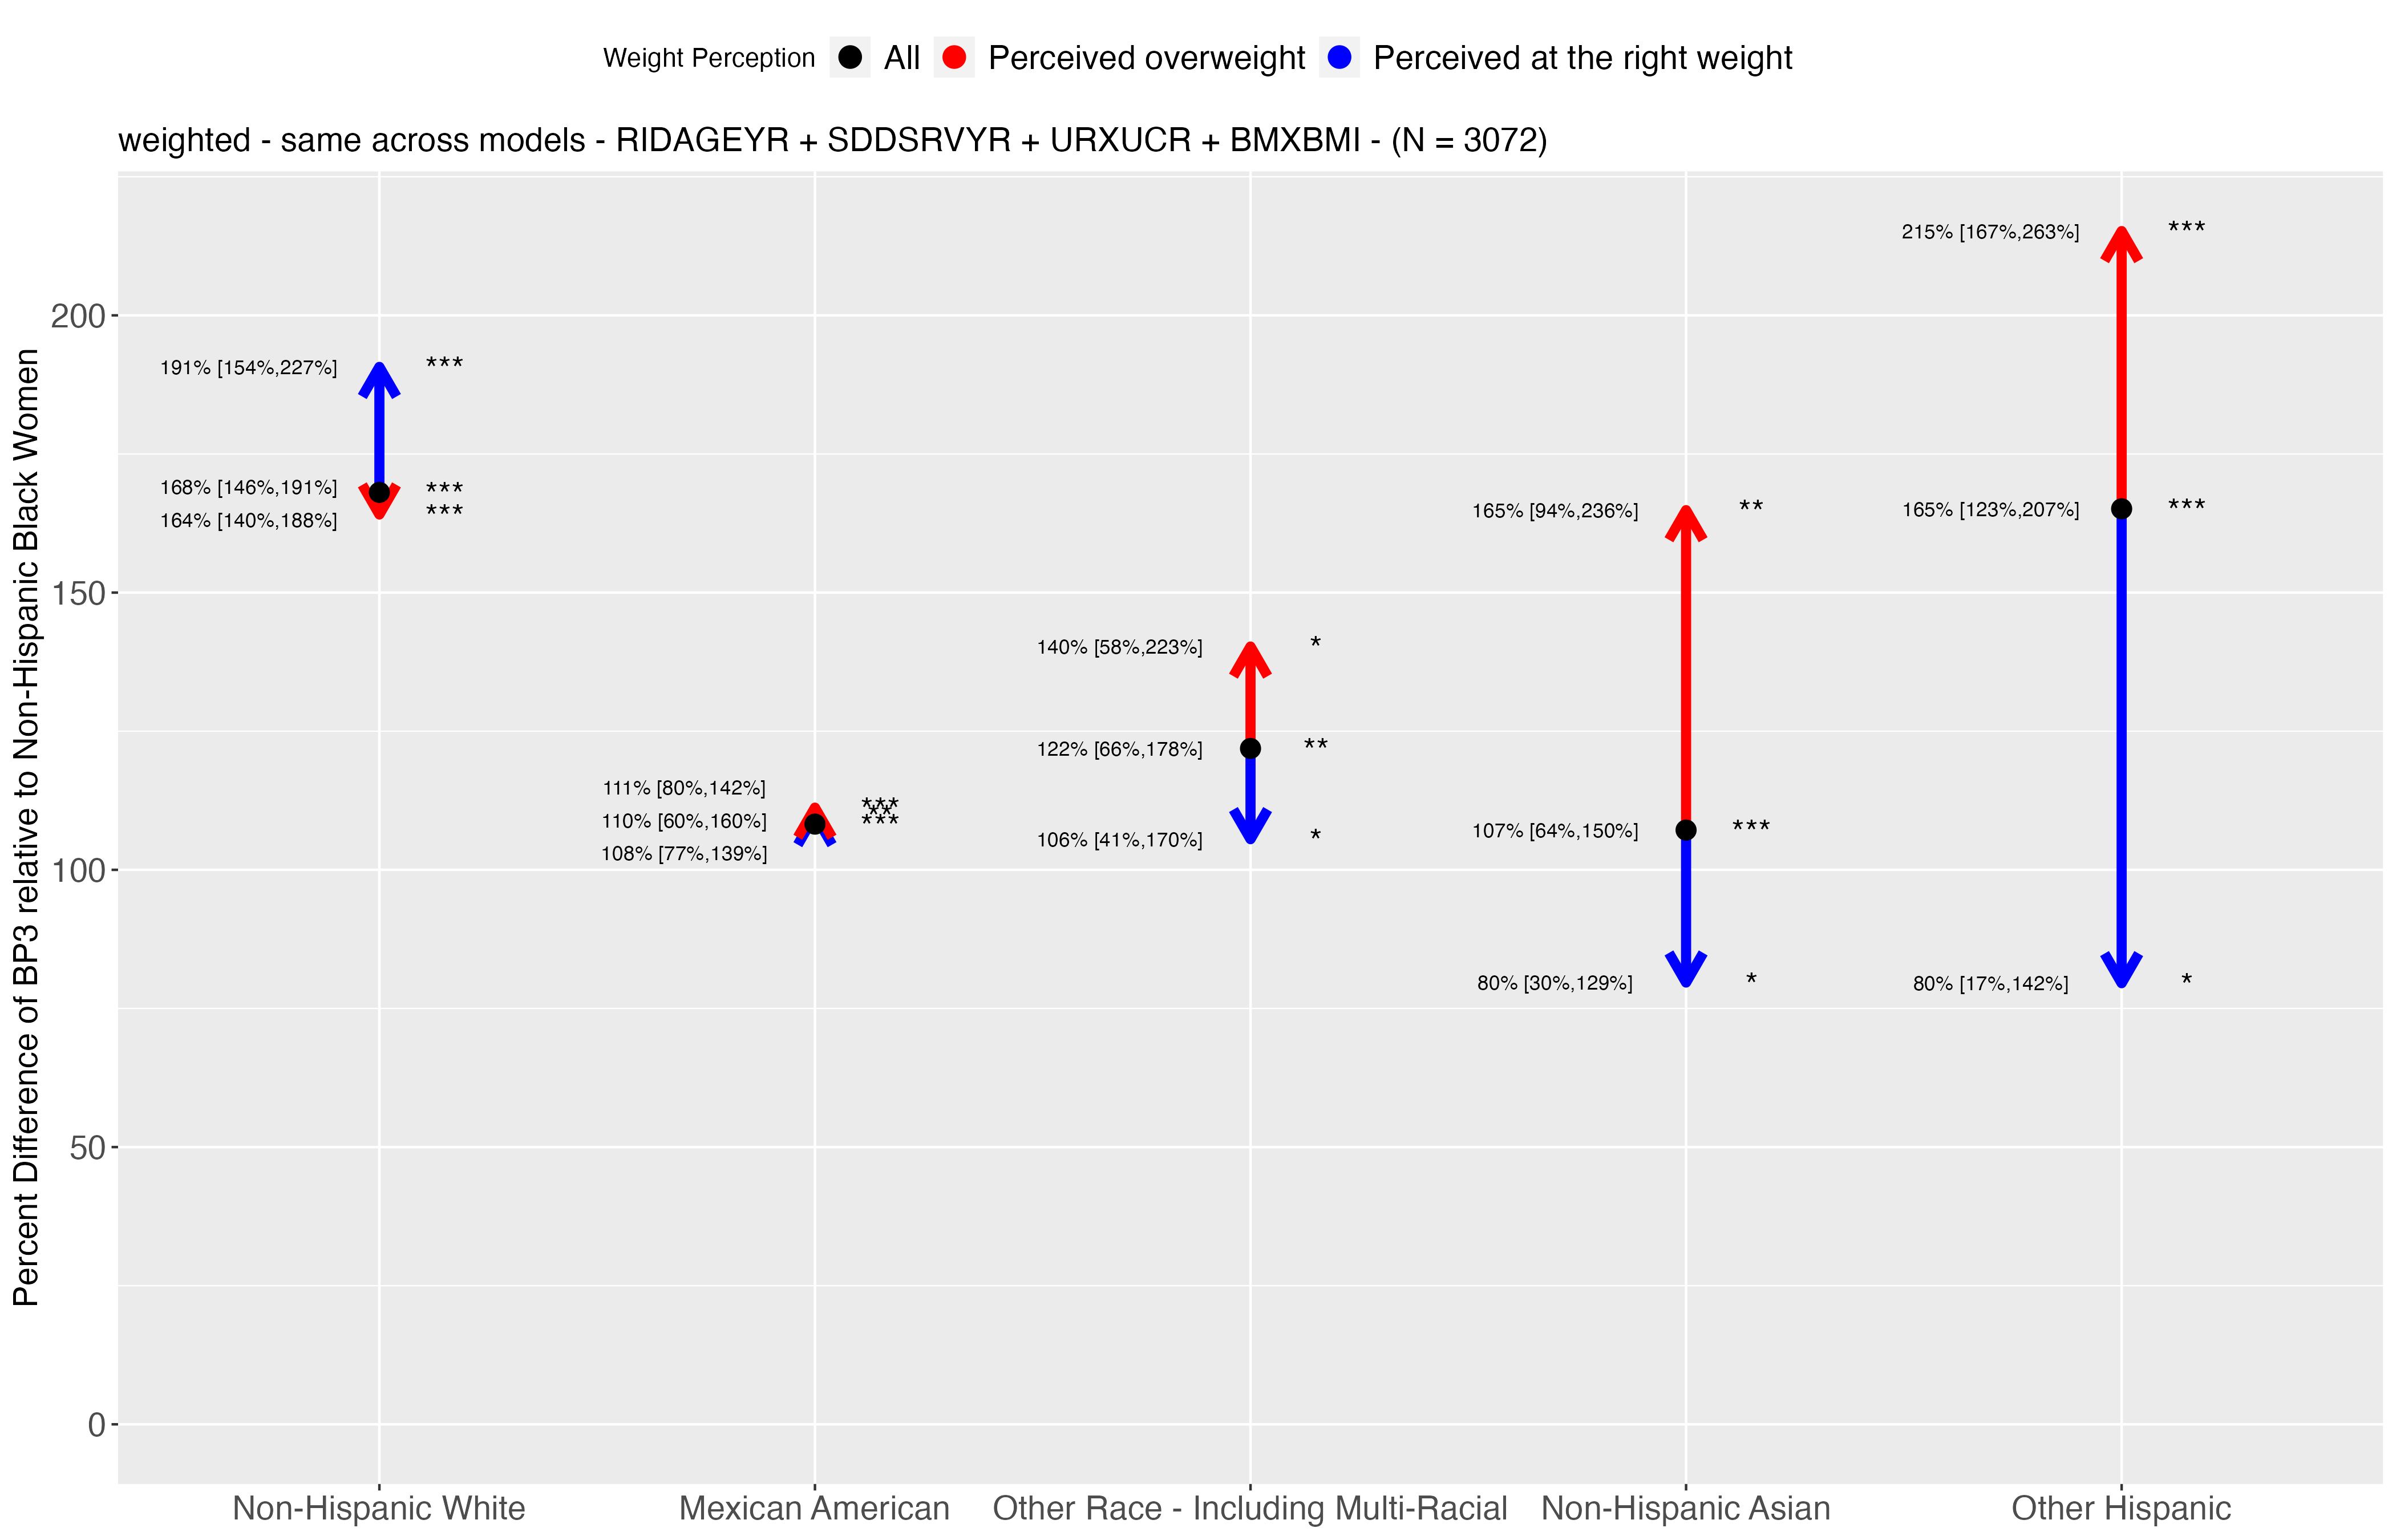 Weight Perception All Perceived overweight Perceived at the right weight
weighted - same across models - RIDAGEYR + SDDSRVYR + URXUCR + BMXBMI - (N = 3072)
Percent Difference of BP3 relative to Non-Hispanic Black Women
200
150
100
50
0
191% [154%,227%] ***
168% [146%,191%] ***
164% [140%,188%] ***
111% [80%,142%] ***
110% [60%,160%] **
108% [77%,139%] ***
140% [58%,223%] *
122% [66%,178%] **
106% [41%,170%] *
165% [94%,236%] **
107% [64%,150%] ***
80% [30%,129%] *
215% [167%,263%] ***
165% [123%,207%] ***
80% [17%,142%] *
Non-Hispanic White
Mexican American
Other Race - Including Multi-Racial
Non-Hispanic Asian
Other Hispanic